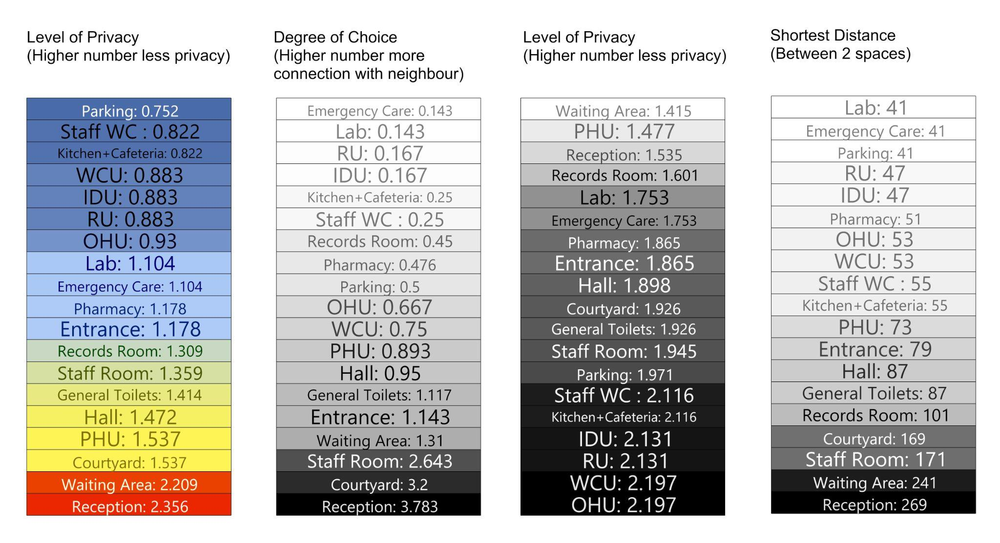 Level of Privacy
(Higher number less privacy)
Parking: 0.752
Staff WC : 0.822
Kitchen+Cafeteria: 0.822
WCU: 0.883
IDU: 0.883
RU: 0.883
OHU: 0.93
Lab: 1.104
Emergency Care: 1.104
Pharmacy: 1.178
Entrance: 1.178
Records Room: 1.309
Staff Room: 1.359
General Toilets: 1.414
Hall: 1.472
PHU: 1.537
Courtyard: 1.537
Waiting Area: 2.209
Reception: 2.356
Degree of Choice
(Higher number more
connection with neighbour)
Emergency Care: 0.143
Lab: 0.143
RU: 0.167
IDU: 0.167
Kitchen+Cafeteria: 0.25
Staff WC : 0.25
Records Room: 0.45
Pharmacy: 0.476
Parking: 0.5
OHU: 0.667
WCU: 0.75
PHU: 0.893
Hall: 0.95
General Toilets: 1.117
Entrance: 1.143
Waiting Area: 1.31
Staff Room: 2.643
Courtyard: 3.2
Reception: 3.783
Level of Privacy
(Higher number less privacy)
Waiting Area: 1.415
PHU: 1.477
Reception: 1.535
Records Room: 1.601
Lab: 1.753
Emergency Care: 1.753
Pharmacy: 1.865
Entrance: 1.865
Hall: 1.898
Courtyard: 1.926
General Toilets: 1.926
Staff Room: 1.945
Parking: 1.971
Staff WC : 2.116
Kitchen+Cafeteria: 2.116
IDU: 2.131
RU: 2.131
WCU: 2.197
OHU: 2.197
Shortest Distance
(Between 2 spaces)
Lab: 41
Emergency Care: 41
Parking: 41
RU: 47
IDU: 47
Pharmacy: 51
OHU: 53
WCU: 53
Staff WC : 55
Kitchen+Cafeteria: 55
PHU: 73
Entrance: 79
Hall: 87
General Toilets: 87
Records Room: 101
Courtyard: 169
Staff Room: 171
Waiting Area: 241
Reception: 269